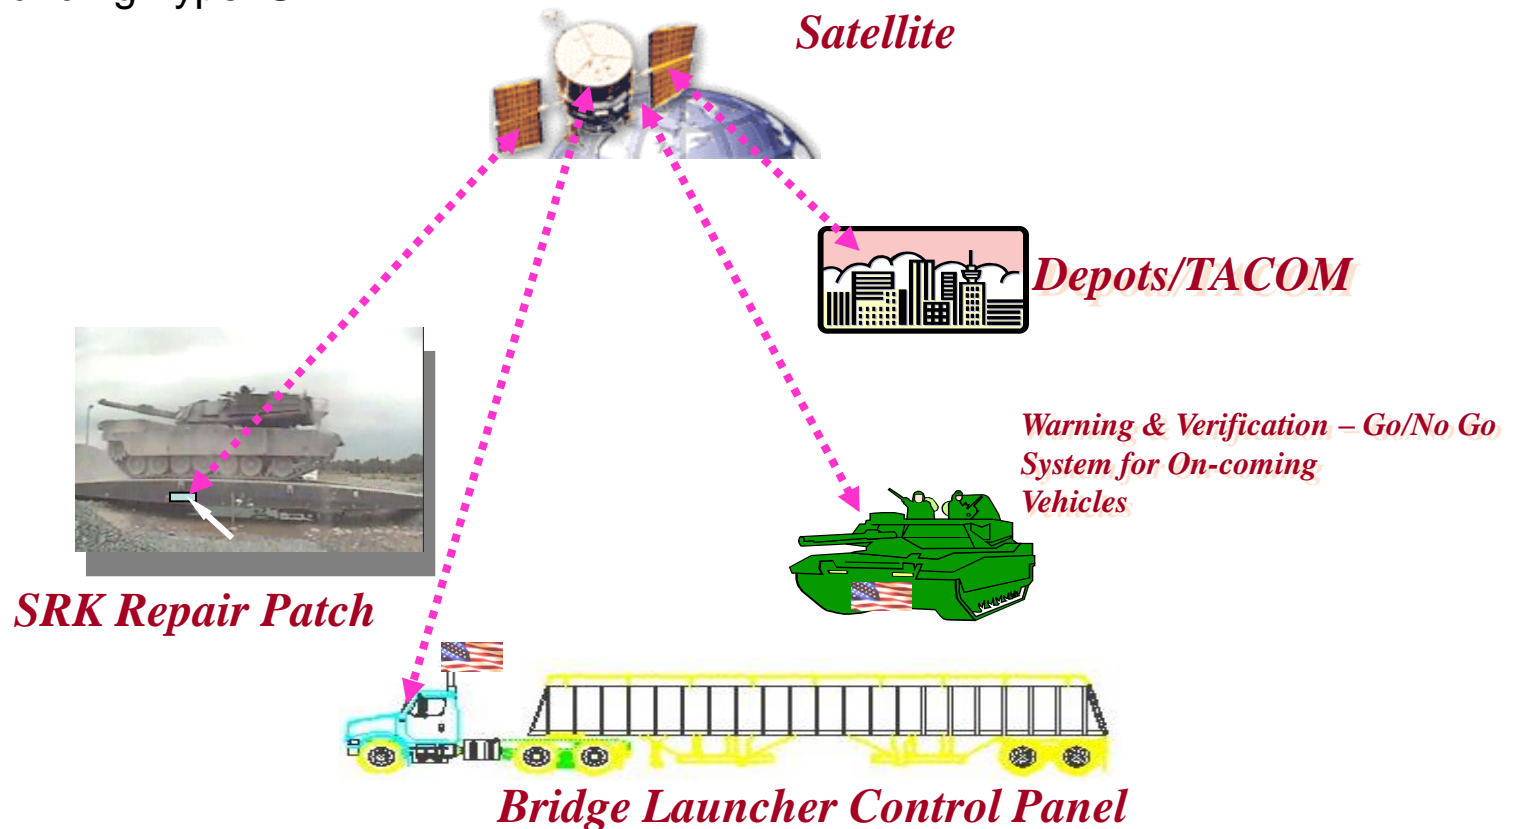 Satellite
Depots/TACOM
Warning & Verification – Go/No Go
System for On-coming
Vehicles
SRK Repair Patch
Bridge Launcher Control Panel